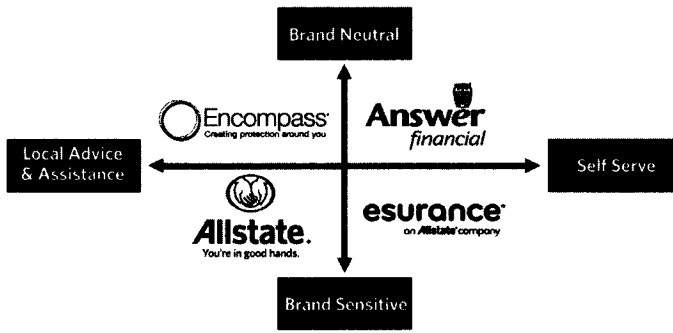 Brand Neutral
Encompass
Creating protection around you
Answer
financial
Local Advice
& Assistance
Self Serve
Allstate.
You're in good hands.
esurance
an Allstate company
Brand Sensitive